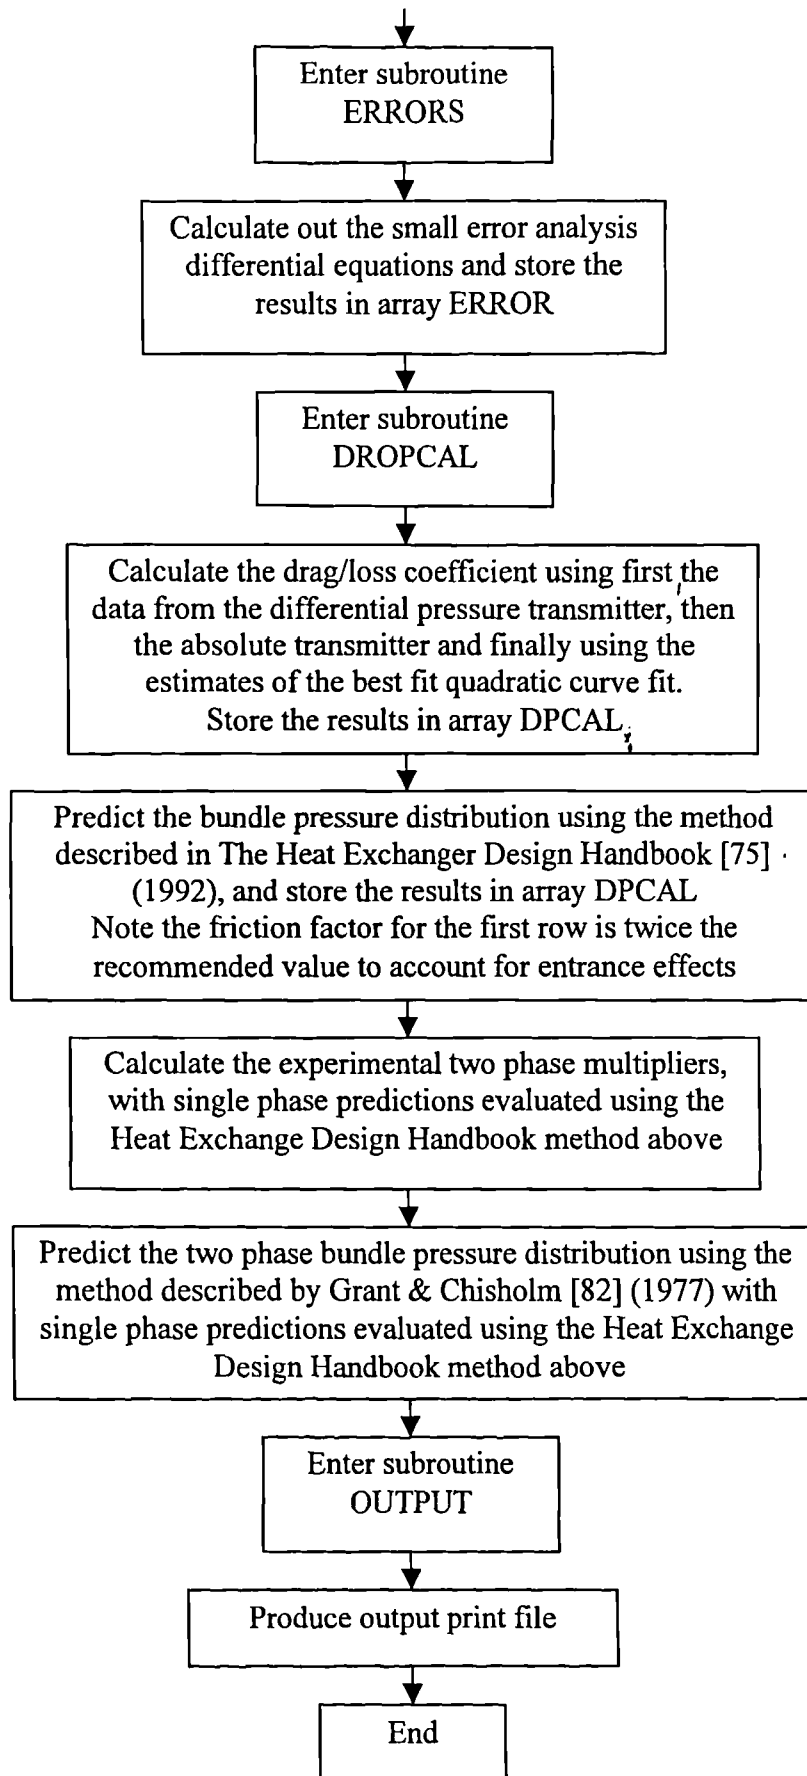 Enter subroutine
ERRORS
Calculate out the small error analysis
differential equations and store the
results in array ERROR
Enter subroutine
DROPCAL
Calculate the drag/loss coefficient using first the
data from the differential pressure transmitter, then
the absolute transmitter and finally using the
estimates of the best fit quadratic curve fit.
Store the results in array DPCAL
Predict the bundle pressure distribution using the method
described in The Heat Exchanger Design Handbook [75]
(1992), and store the results in array DPCAL
Note the friction factor for the first row is twice the
recommended value to account for entrance effects
Calculate the experimental two phase multipliers,
with single phase predictions evaluated using the
Heat Exchange Design Handbook method above
Predict the two phase bundle pressure distribution using the
method described by Grant & Chisholm [82] (1977) with
single phase predictions evaluated using the Heat Exchange
Design Handbook method above
Enter subroutine
OUTPUT
Produce output print file
End